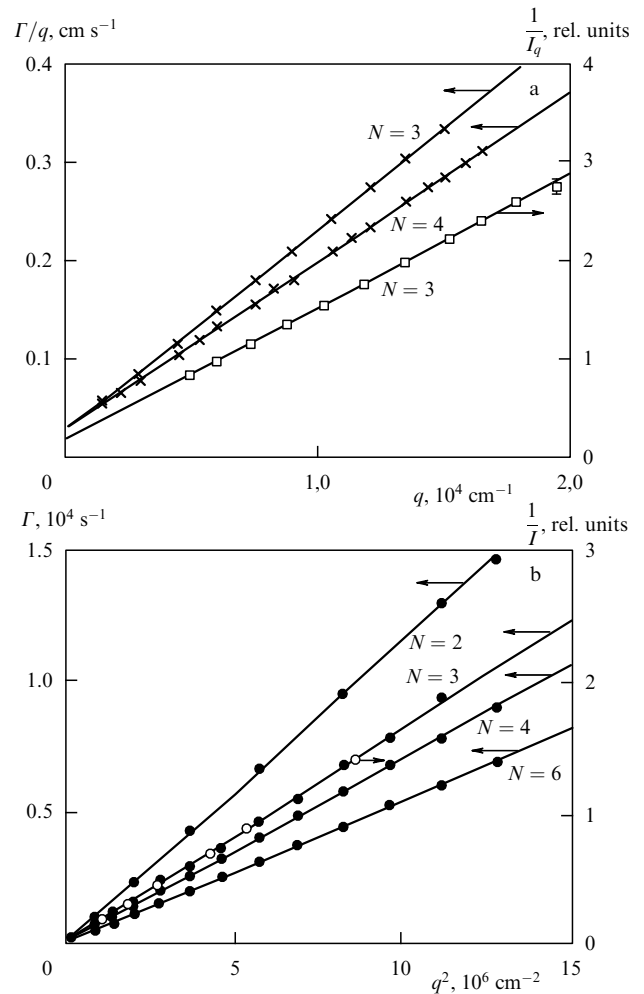 Γ/q, cm s⁻¹
1/I_q, rel. units
0.4
4
a
N = 3
0.3
3
N = 4
0.2
2
N = 3
0.1
1
0
0
1,0
q, 10⁴ cm⁻¹
2,0
Γ, 10⁴ s⁻¹
1/I, rel. units
1.5
3
b
N = 2
N = 3
1.0
2
N = 4
N = 6
0.5
1
0
0
5
10
15
q², 10⁶ cm⁻²